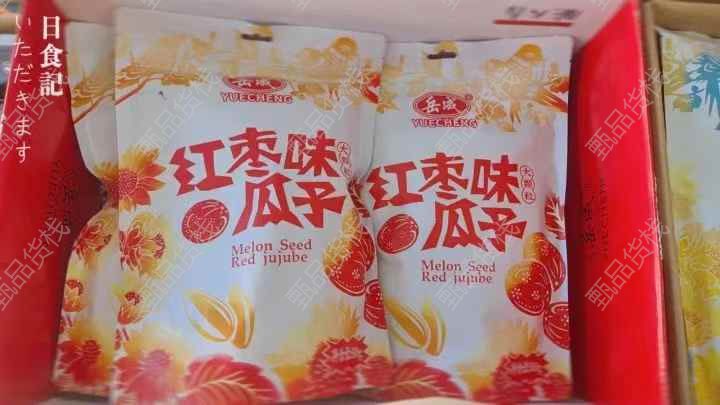 日食記
いただきます
岳成
YUECHENG
红枣味
瓜子
大颗粒
Melon Seed
Red jujube
岳成
YUECHENG
红枣味
瓜子
大颗粒
Melon Seed
Red jujube
甄品货栈